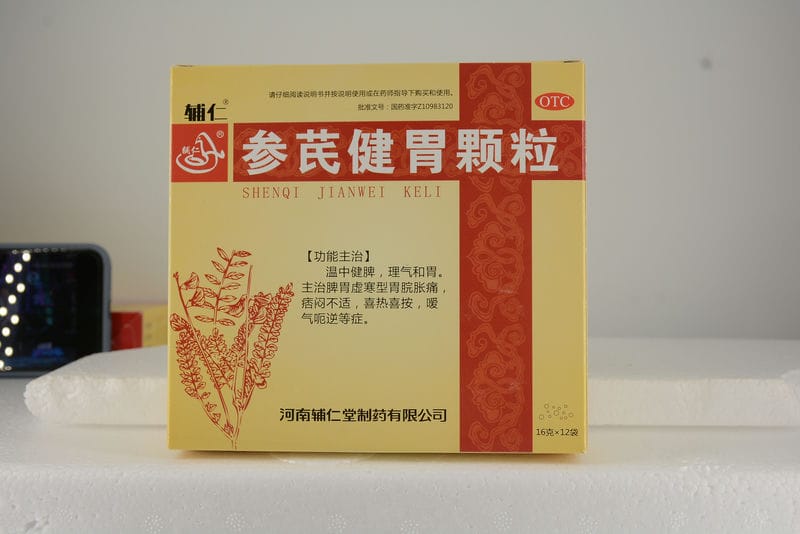 请仔细阅读说明书并按说明使用或在药师指导下购买和使用。
批准文号：国药准字Z10983120
OTC
辅仁®
辅仁®
参芪健胃颗粒
SHENQI JIANWEI KELI
【功能主治】
温中健脾，理气和胃。
主治脾胃虚寒型胃脘胀痛，
痞闷不适，喜热喜按，嗳
气呃逆等症。
河南辅仁堂制药有限公司
16克×12袋